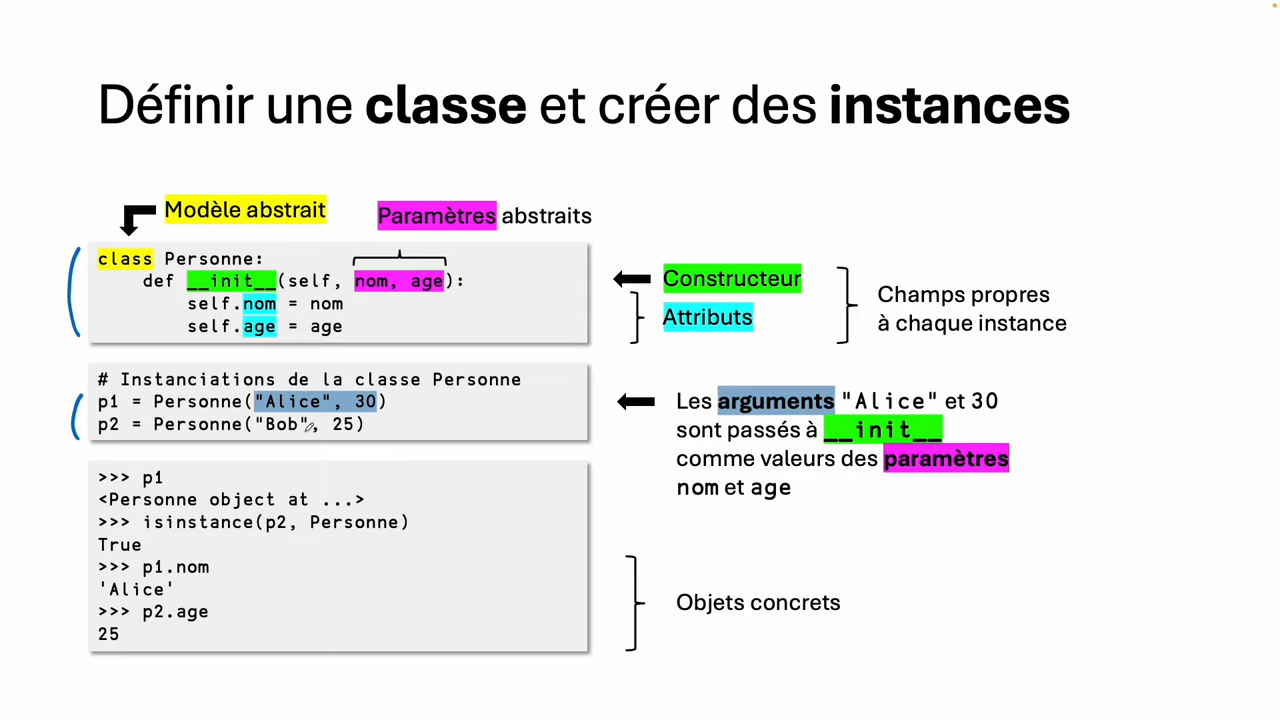 Définir une classe et créer des instances
Modèle abstrait
Paramètres abstraits
class Personne:
def __init__(self, nom, age):
self.nom = nom
self.age = age
Constructeur
Attributs
Champs propres
à chaque instance
# Instanciations de la classe Personne
p1 = Personne("Alice", 30)
p2 = Personne("Bob", 25)
Les arguments "Alice" et 30
sont passés à __init__
comme valeurs des paramètres
nom et age
>>> p1
<Personne object at ...>
>>> isinstance(p2, Personne)
True
>>> p1.nom
'Alice'
>>> p2.age
25
Objets concrets